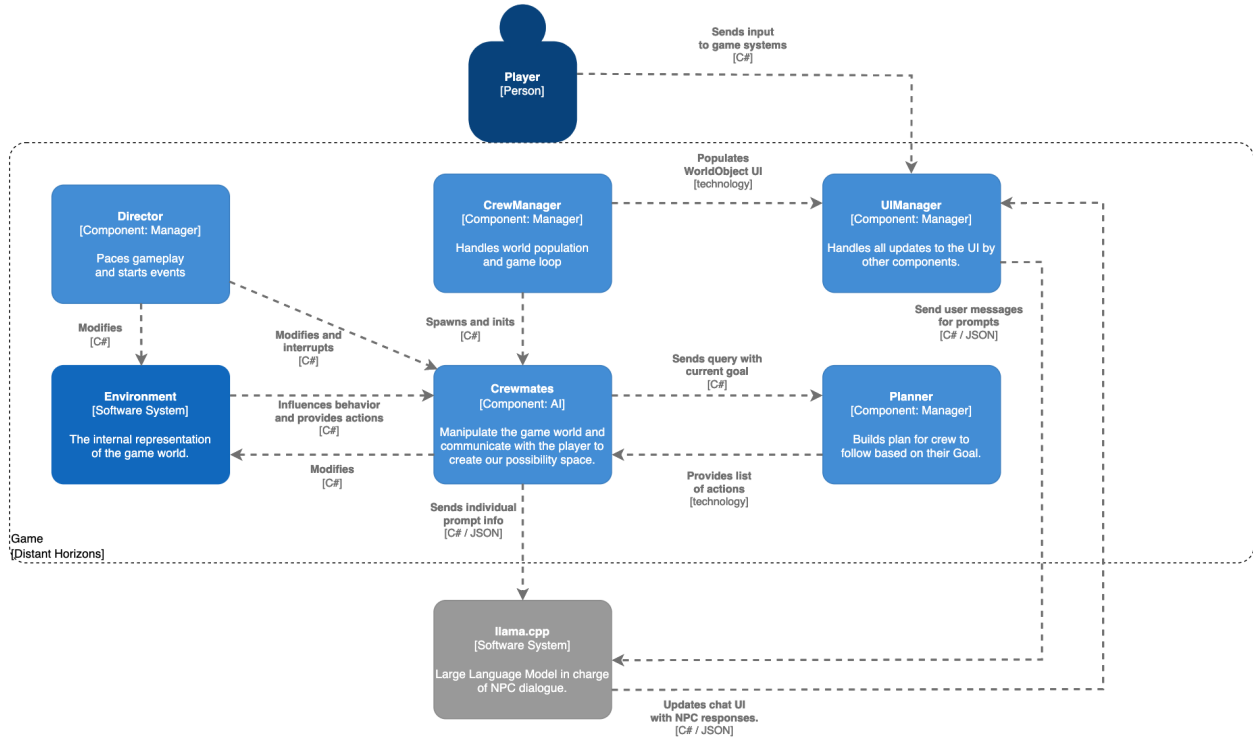 Sends input
to game systems
[C#]
Player
[Person]
Populates
WorldObject UI
[technology]
Director
[Component: Manager]
Paces gameplay
and starts events
CrewManager
[Component: Manager]
Handles world population
and game loop
UIManager
[Component: Manager]
Handles all updates to the UI by
other components.
Modifies
[C#]
Modifies and
interrupts
[C#]
Spawns and inits
[C#]
Send user messages
for prompts
[C# / JSON]
Sends query with
current goal
[C#]
Environment
[Software System]
The internal representation
of the game world.
Influences behavior
and provides actions
[C#]
Modifies
[C#]
Crewmates
[Component: AI]
Manipulate the game world and
communicate with the player to
create our possibility space.
Planner
[Component: Manager]
Builds plan for crew to
follow based on their Goal.
Provides list
of actions
[technology]
Sends individual
prompt info
[C# / JSON]
Game
[Distant Horizons]
llama.cpp
[Software System]
Large Language Model in charge
of NPC dialogue.
Updates chat UI
with NPC responses.
[C# / JSON]